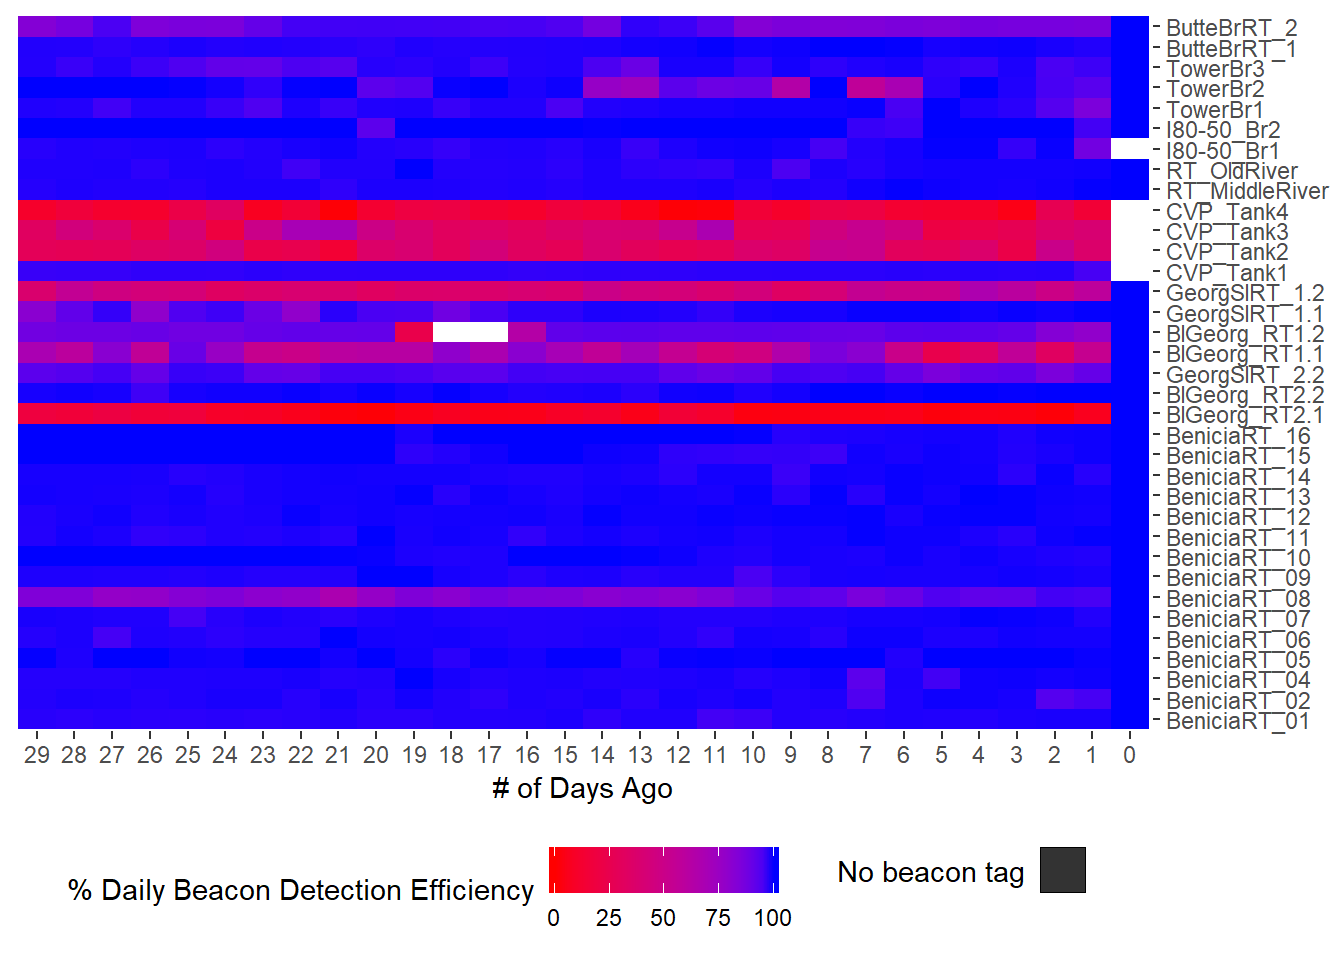 ButteBrRT_2
ButteBrRT_1
TowerBr3
TowerBr2
TowerBr1
I80-50_Br2
I80-50_Br1
RT_OldRiver
RT_MiddleRiver
CVP_Tank4
CVP_Tank3
CVP_Tank2
CVP_Tank1
GeorgSlRT_1.2
GeorgSlRT_1.1
BlGeorg_RT1.2
BlGeorg_RT1.1
GeorgSlRT_2.2
BlGeorg_RT2.2
BlGeorg_RT2.1
BeniciaRT_16
BeniciaRT_15
BeniciaRT_14
BeniciaRT_13
BeniciaRT_12
BeniciaRT_11
BeniciaRT_10
BeniciaRT_09
BeniciaRT_08
BeniciaRT_07
BeniciaRT_06
BeniciaRT_05
BeniciaRT_04
BeniciaRT_02
BeniciaRT_01
29 28 27 26 25 24 23 22 21 20 19 18 17 16 15 14 13 12 11 10 9 8 7 6 5 4 3 2 1 0
# of Days Ago
% Daily Beacon Detection Efficiency
0 25 50 75 100
No beacon tag